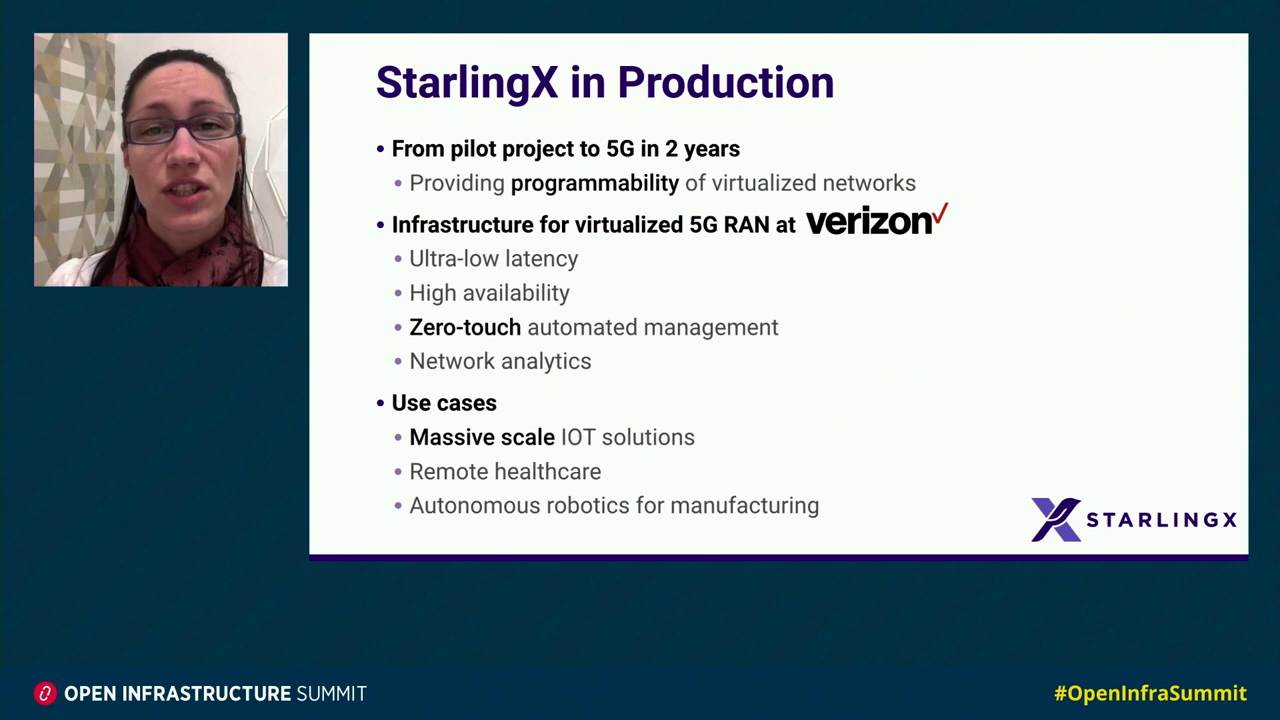 StarlingX in Production
• From pilot project to 5G in 2 years
• Providing programmability of virtualized networks
• Infrastructure for virtualized 5G RAN at verizon✓
• Ultra-low latency
• High availability
• Zero-touch automated management
• Network analytics
• Use cases
• Massive scale IOT solutions
• Remote healthcare
• Autonomous robotics for manufacturing
STARLINGX
OPEN INFRASTRUCTURE SUMMIT
#OpenInfraSummit